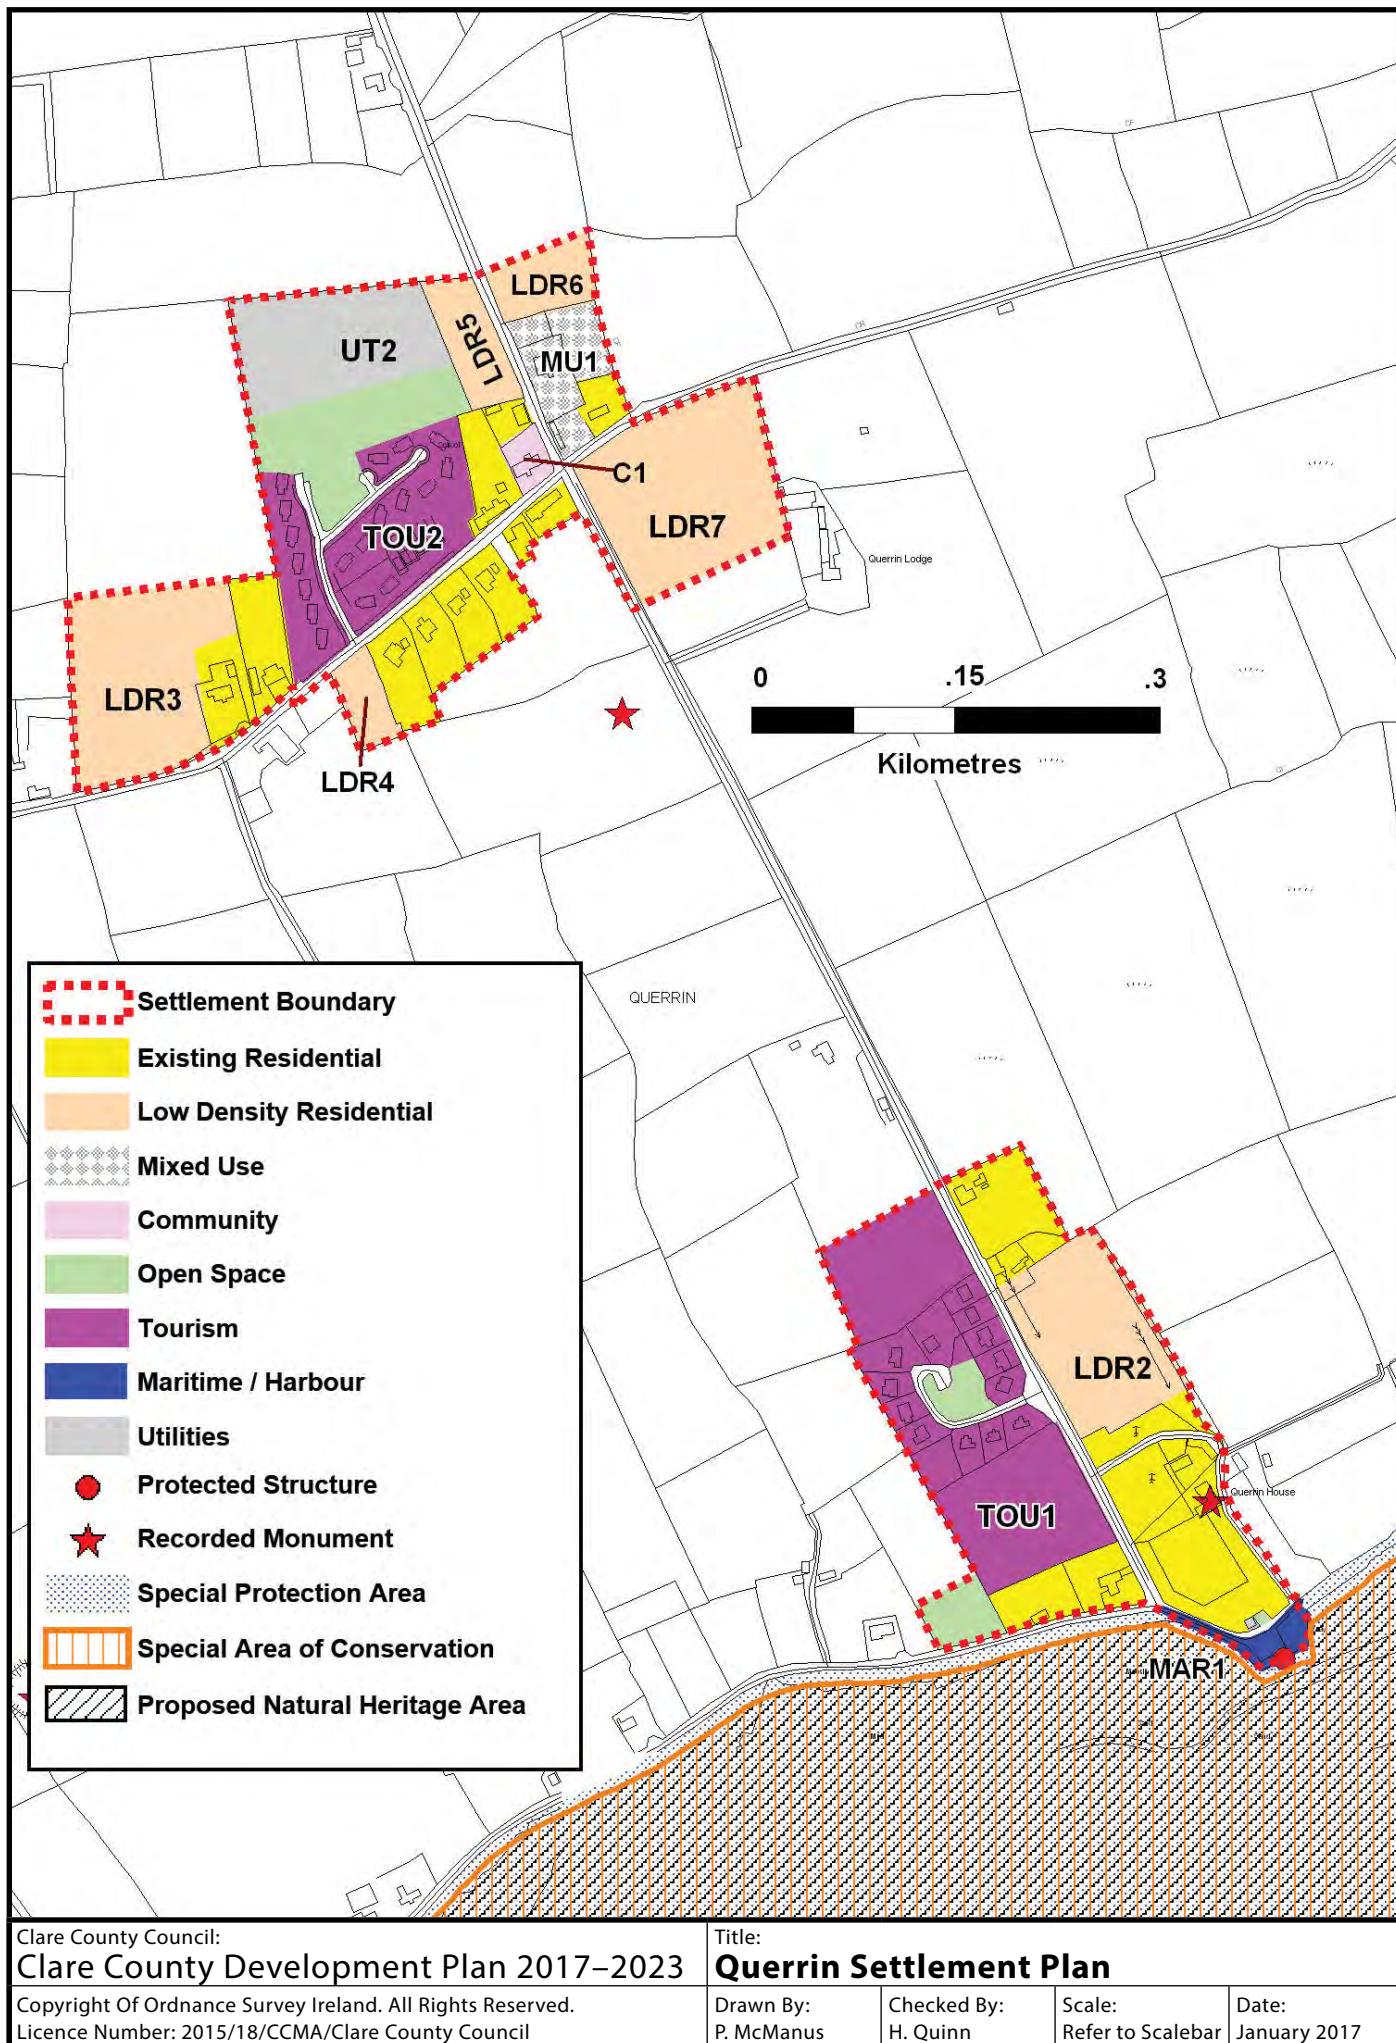 LDR6
LDR5
UT2
MU1
C1
TOU2
LDR7
Querrin Lodge
0 .15 .3
Kilometres
LDR3
LDR4
QUERRIN
Settlement Boundary
Existing Residential
Low Density Residential
Mixed Use
Community
Open Space
Tourism
Maritime / Harbour
Utilities
Protected Structure
Recorded Monument
Special Protection Area
Special Area of Conservation
Proposed Natural Heritage Area
LDR2
Querrin House
TOU1
MAR1
Clare County Council:
Clare County Development Plan 2017–2023
Title:
Querrin Settlement Plan
Copyright Of Ordnance Survey Ireland. All Rights Reserved.
Licence Number: 2015/18/CCMA/Clare County Council
Drawn By:
P. McManus
Checked By:
H. Quinn
Scale:
Refer to Scalebar
Date:
January 2017